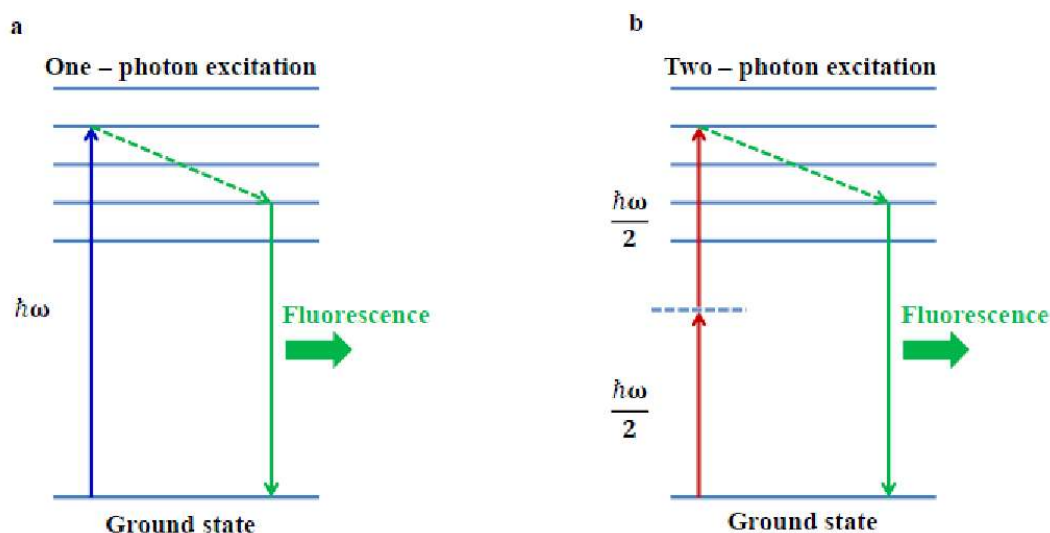 a
One – photon excitation
ħω
Fluorescence
Ground state
b
Two – photon excitation
ħω
2
ħω
2
Fluorescence
Ground state